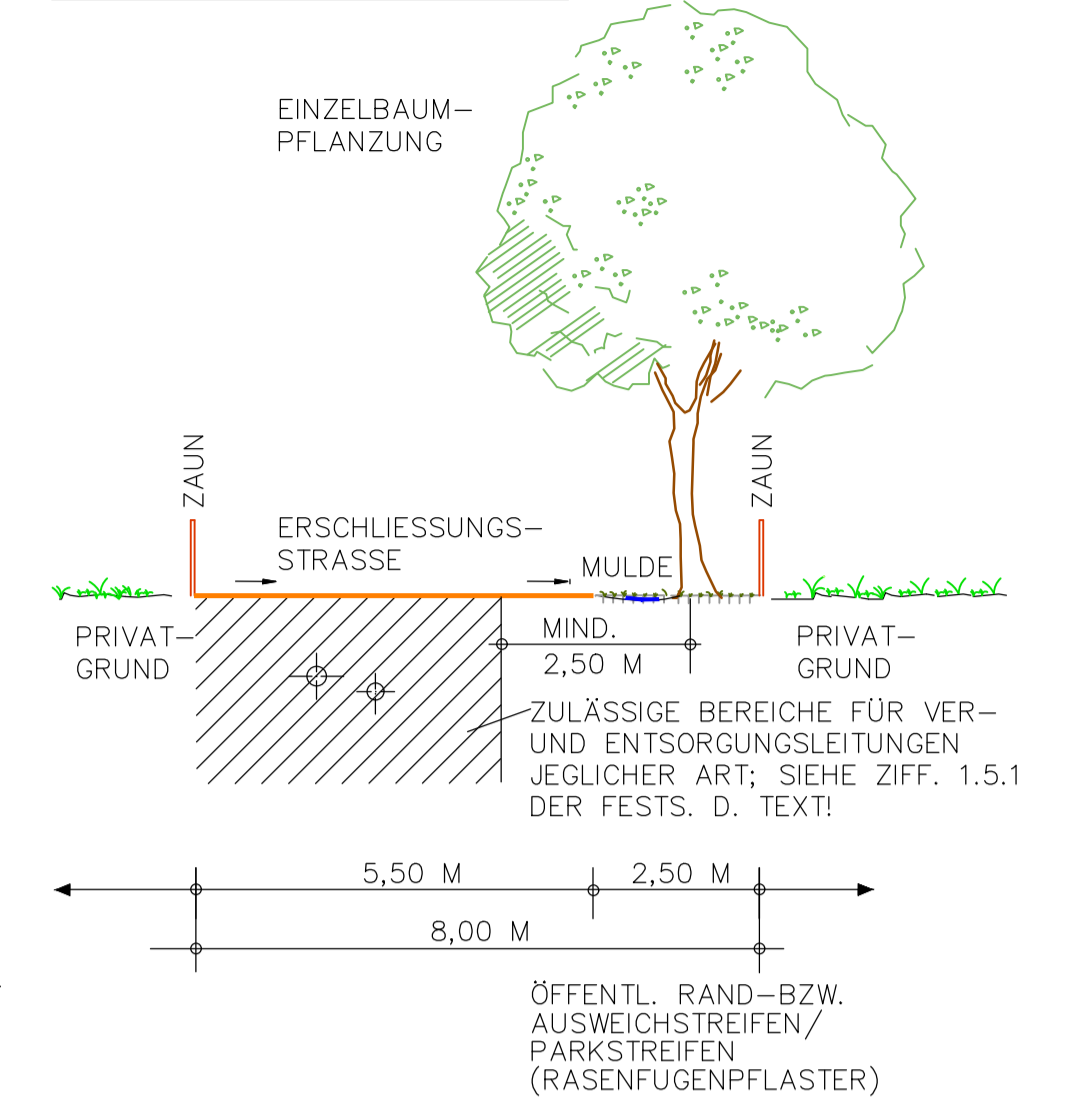 EINZELBAUM-
PFLANZUNG
ZAUN
ZAUN
ERSCHLIESSUNGS-
STRASSE
MULDE
PRIVAT-
GRUND
MIND.
2,50 M
PRIVAT-
GRUND
ZULÄSSIGE BEREICHE FÜR VER-
UND ENTSORGUNGSLEITUNGEN
JEGLICHER ART; SIEHE ZIFF. 1.5.1
DER FESTS. D. TEXT!
5,50 M
2,50 M
8,00 M
ÖFFENTL. RAND-BZW.
AUSWEICHSTREIFEN/
PARKSTREIFEN
(RASENFUGENPFLASTER)